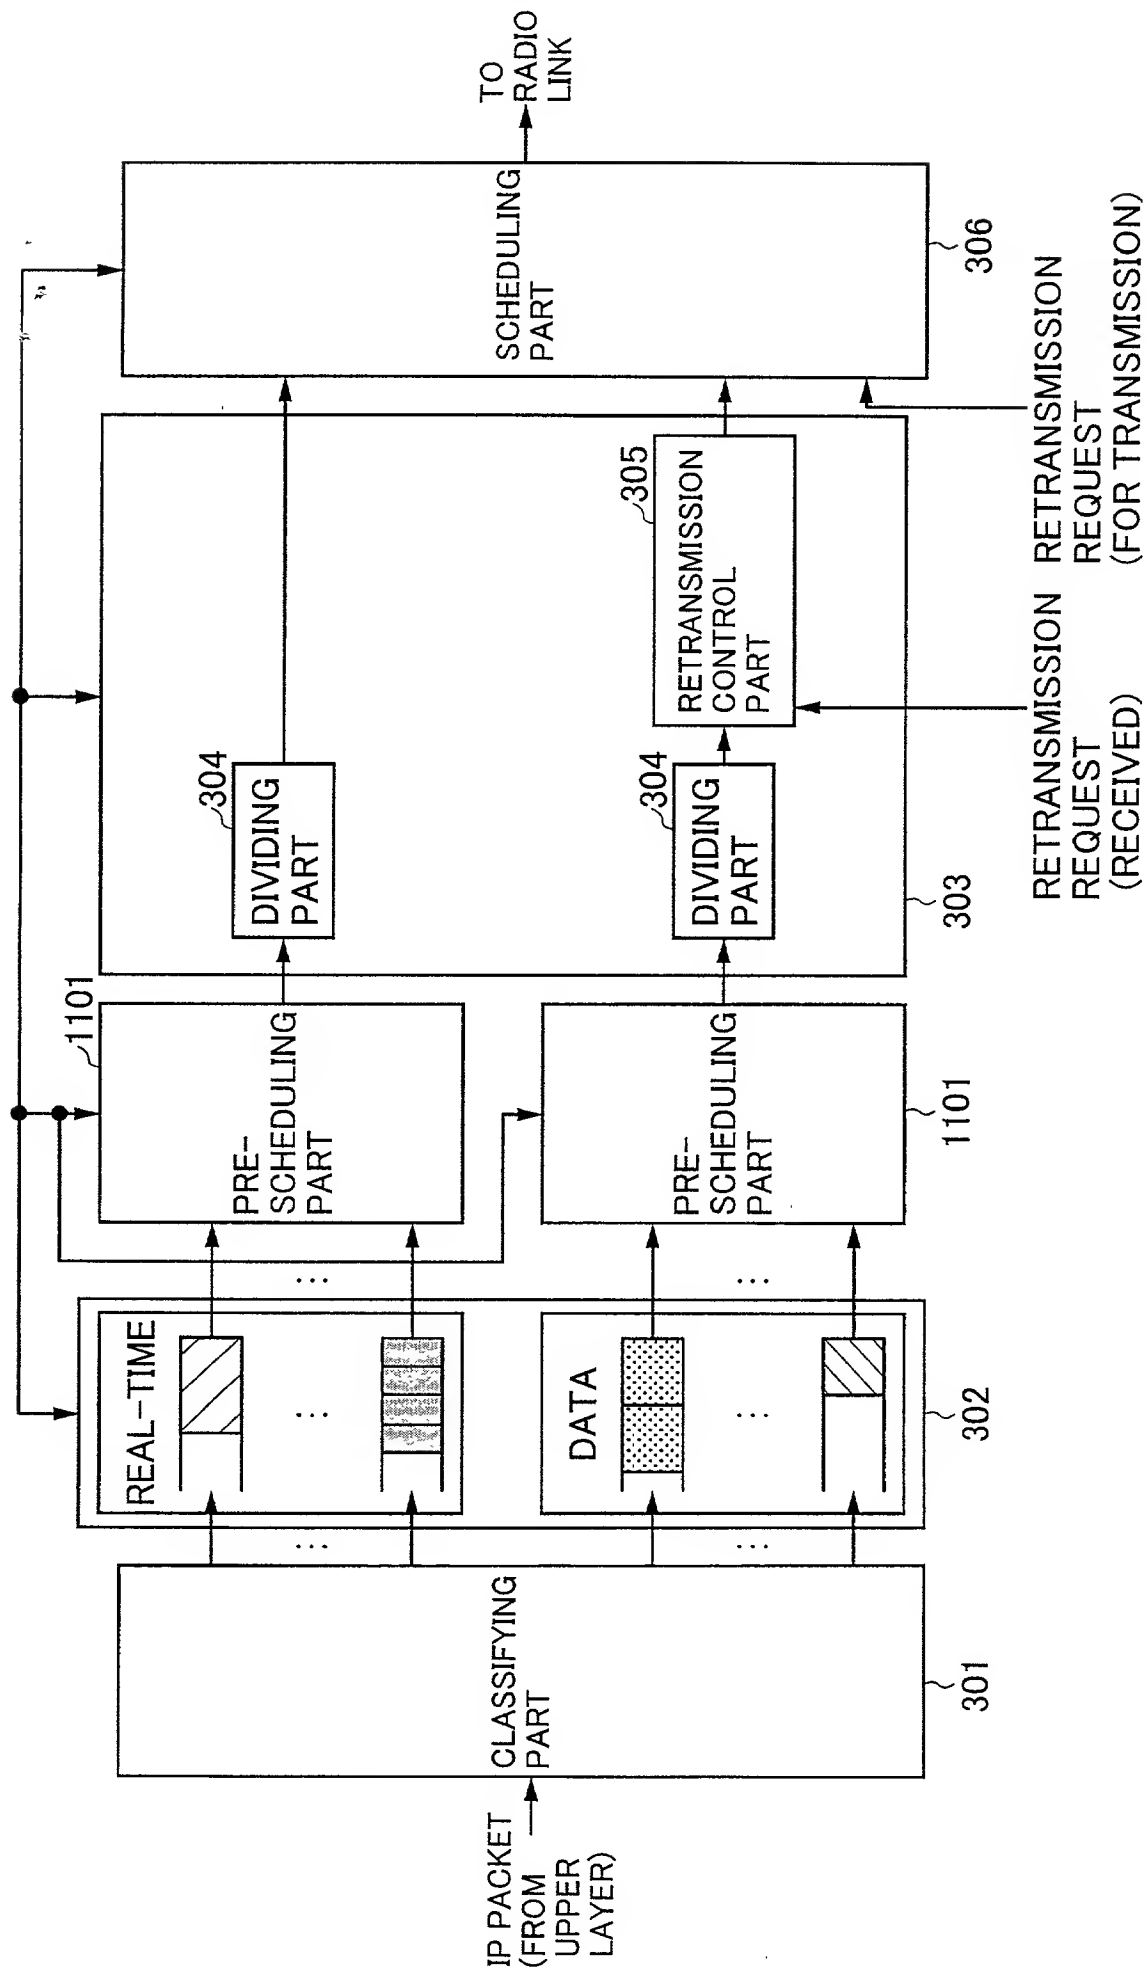 IP PACKET
(FROM
UPPER
LAYER)
CLASSIFYING
PART
301
REAL-TIME
...
...
...
DATA
...
...
...
302
1101
PRE-
SCHEDULING
PART
PRE-
SCHEDULING
PART
1101
304
DIVIDING
PART
304
DIVIDING
PART
305
RETRANSMISSION
CONTROL
PART
303
RETRANSMISSION
REQUEST
(RECEIVED)
RETRANSMISSION
REQUEST
(FOR TRANSMISSION)
SCHEDULING
PART
306
TO
RADIO
LINK